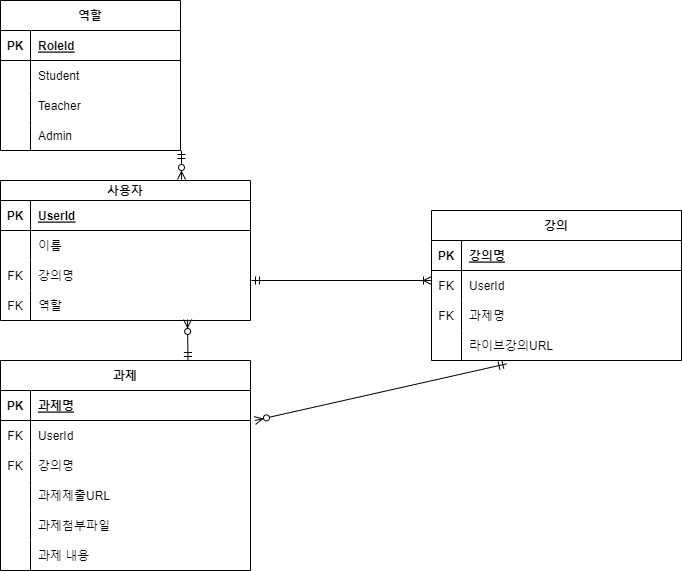 역할
PK RoleId
Student
Teacher
Admin
사용자
PK UserId
이름
FK 강의명
FK 역할
강의
PK 강의명
FK UserId
FK 과제명
라이브강의URL
과제
PK 과제명
FK UserId
FK 강의명
과제제출URL
과제첨부파일
과제 내용